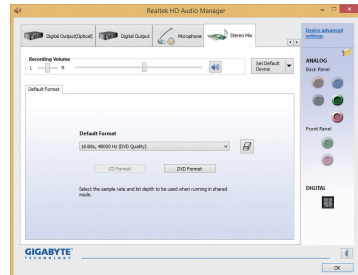 Realtek HD Audio Manager
Digital Output(Optical)
Digital Output
Microphone
Stereo Mix
Device advanced
settings
Recording Volume
L
R
Set Default
Device
ANALOG
Back Panel
Default Format
Default Format
16 Bits, 48000 Hz (DVD Quality)
CD Format
DVD Format
Select the sample rate and bit depth to be used when running in shared
mode.
Front Panel
DIGITAL
GIGABYTE
TECHNOLOGY
i
OK